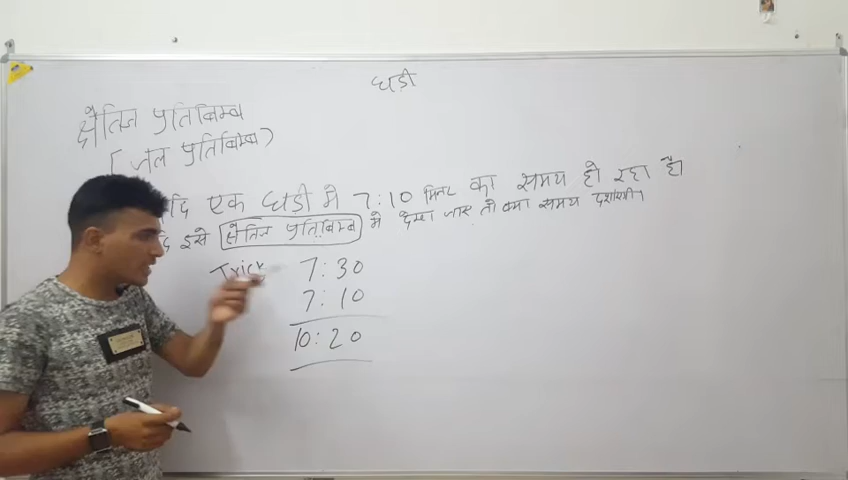 घड़ी
क्षैतिज प्रतिबिम्ब
( जल प्रतिबिम्ब )
एक घड़ी मे 7:10 मिनट का समय हो रहा है।
इसे क्षैतिज प्रतिबिम्ब मे देखा जाए तो क्या समय दर्शाएगी।
Trick 7:30
7:10
10:20